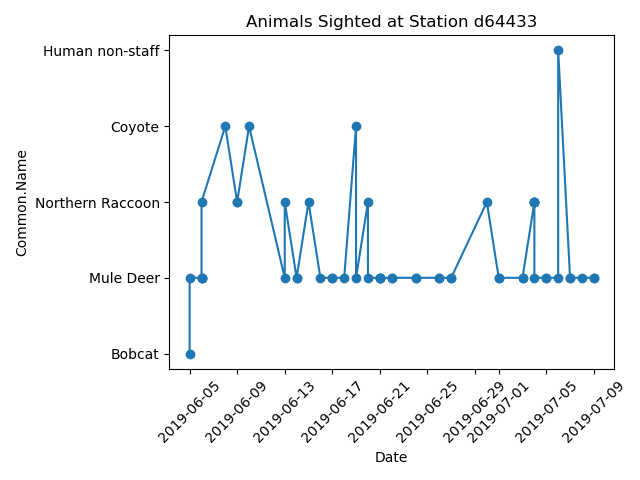 Animals Sighted at Station d64433
Human non-staff
Coyote
Northern Raccoon
Mule Deer
Bobcat
Common.Name
2019-06-05
2019-06-09
2019-06-13
2019-06-17
2019-06-21
2019-06-25
2019-06-29
2019-07-01
2019-07-05
2019-07-09
Date